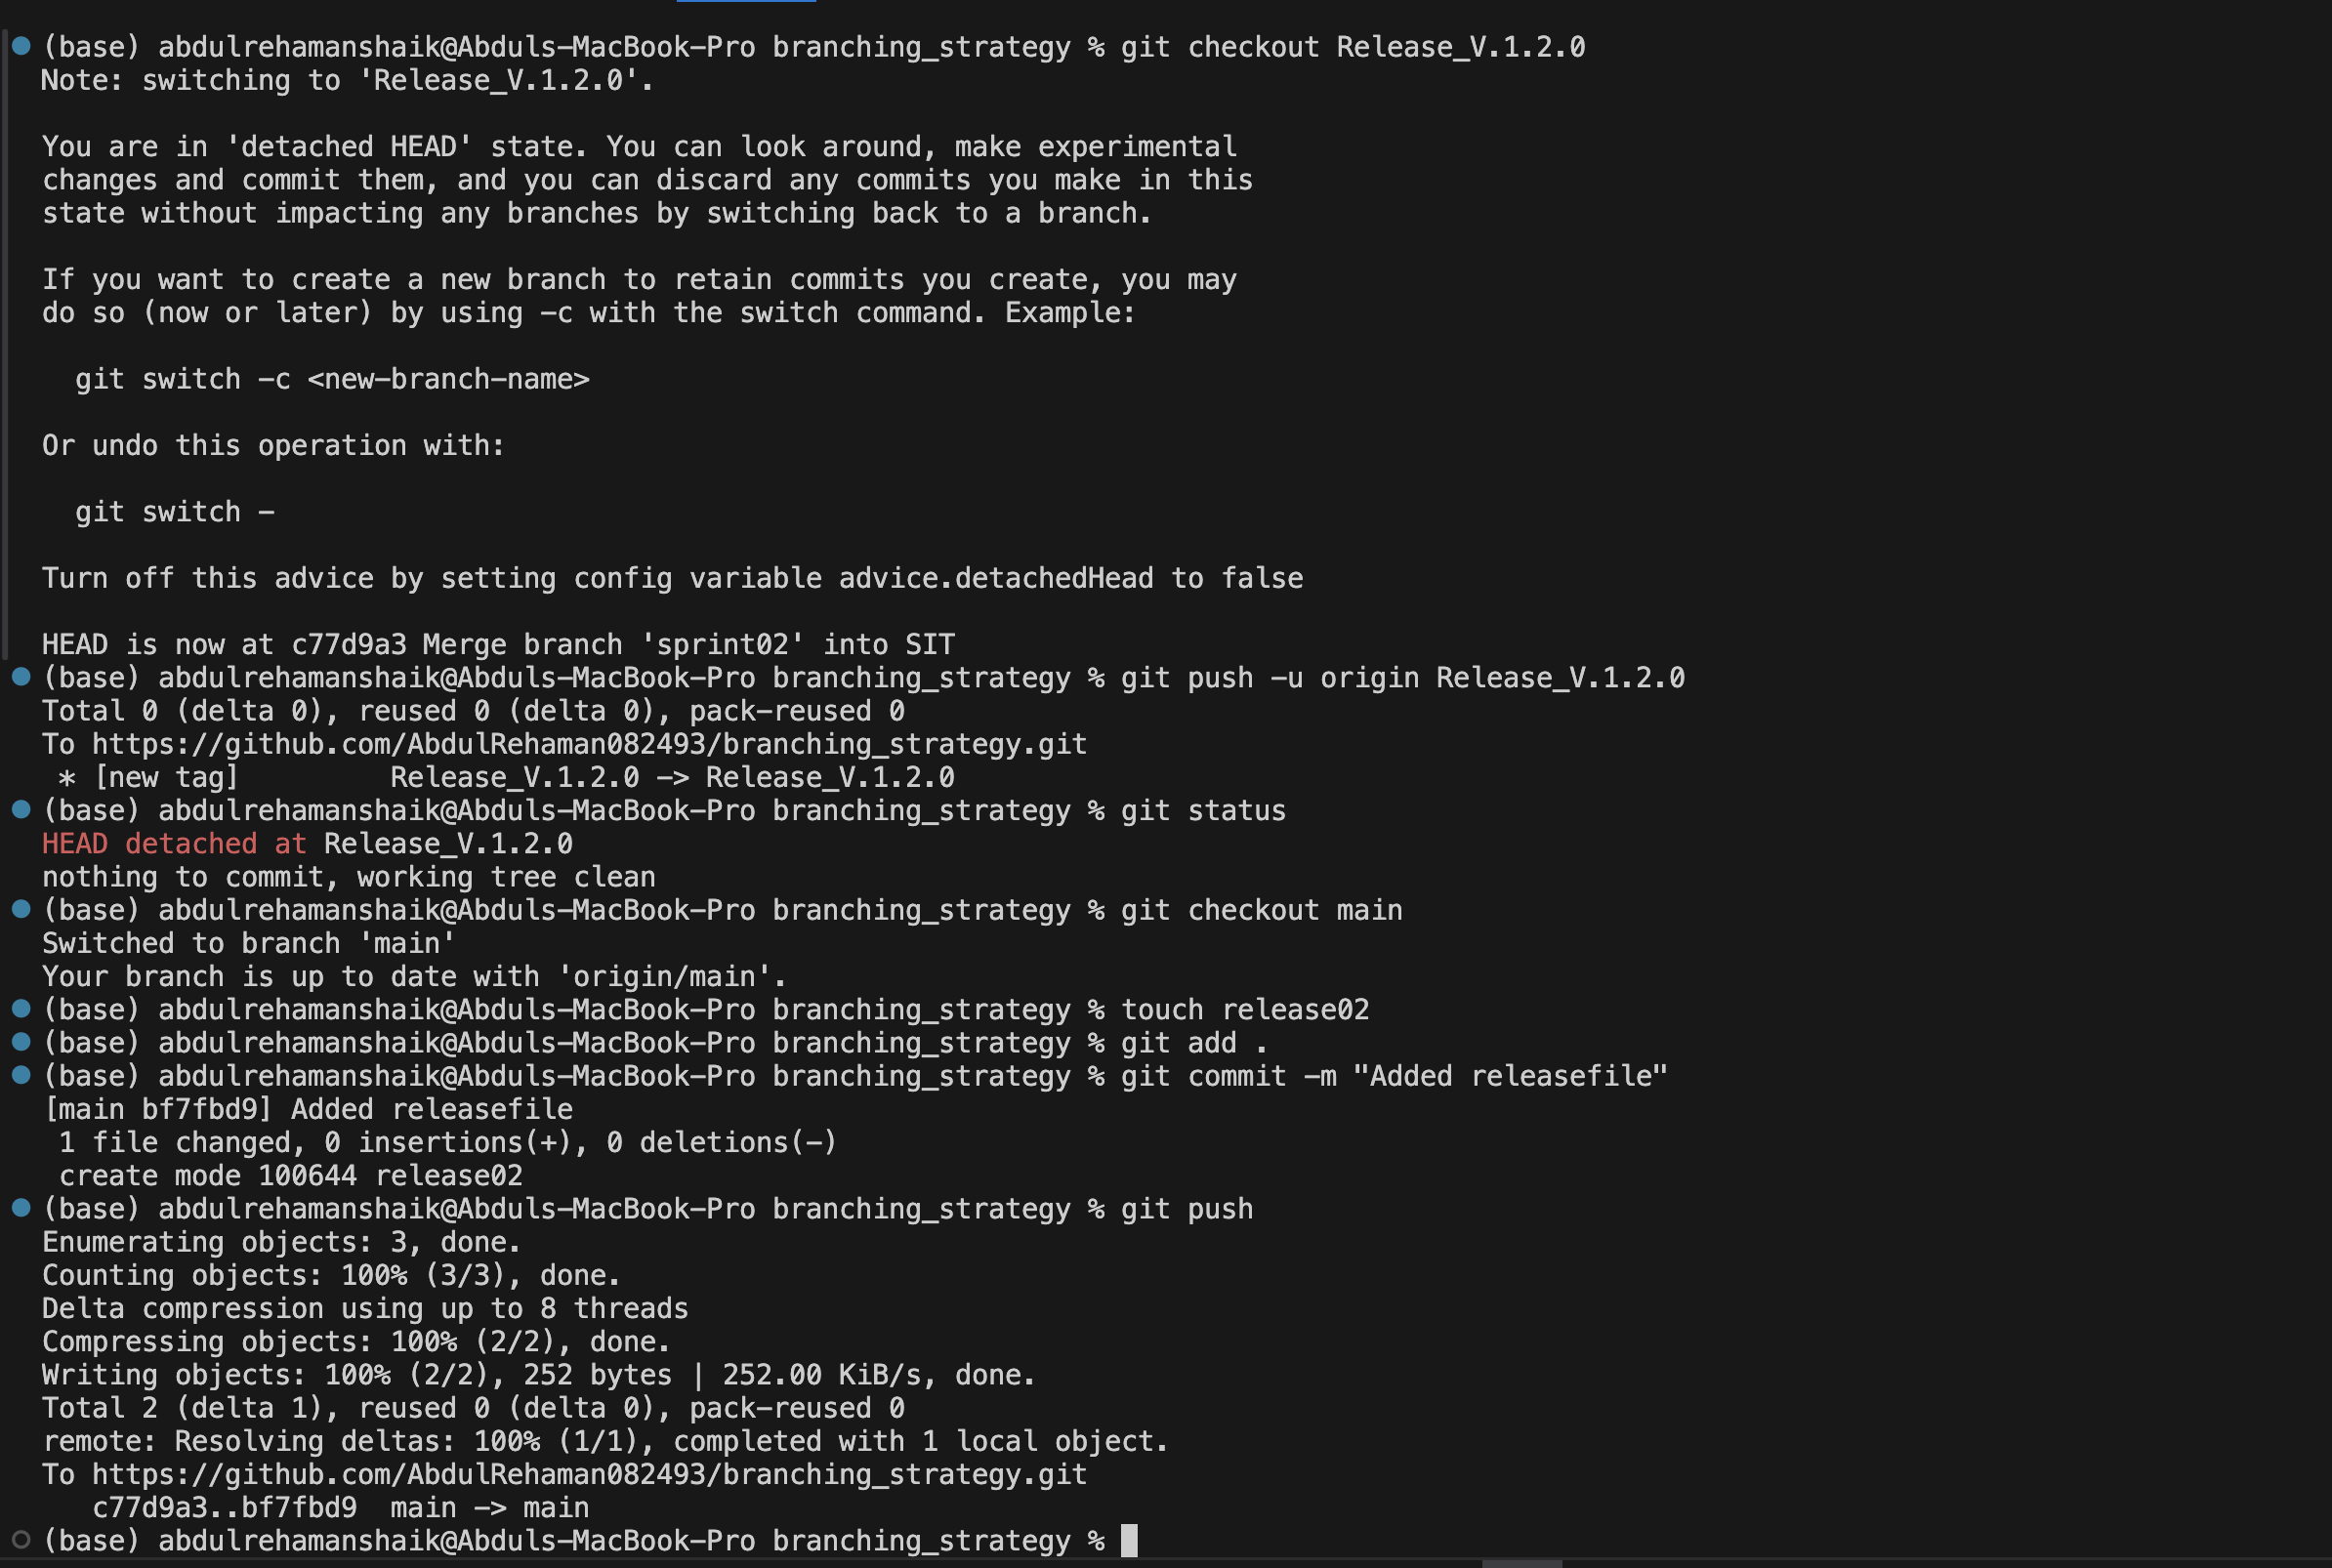 (base) abdulrehamanshaik@Abduls-MacBook-Pro branching_strategy % git checkout Release_V.1.2.0
Note: switching to 'Release_V.1.2.0'.

You are in 'detached HEAD' state. You can look around, make experimental
changes and commit them, and you can discard any commits you make in this
state without impacting any branches by switching back to a branch.

If you want to create a new branch to retain commits you create, you may
do so (now or later) by using -c with the switch command. Example:

  git switch -c <new-branch-name>

Or undo this operation with:

  git switch -

Turn off this advice by setting config variable advice.detachedHead to false

HEAD is now at c77d9a3 Merge branch 'sprint02' into SIT
(base) abdulrehamanshaik@Abduls-MacBook-Pro branching_strategy % git push -u origin Release_V.1.2.0
Total 0 (delta 0), reused 0 (delta 0), pack-reused 0
To https://github.com/AbdulRehaman082493/branching_strategy.git
 * [new tag]         Release_V.1.2.0 -> Release_V.1.2.0
(base) abdulrehamanshaik@Abduls-MacBook-Pro branching_strategy % git status
HEAD detached at Release_V.1.2.0
nothing to commit, working tree clean
(base) abdulrehamanshaik@Abduls-MacBook-Pro branching_strategy % git checkout main
Switched to branch 'main'
Your branch is up to date with 'origin/main'.
(base) abdulrehamanshaik@Abduls-MacBook-Pro branching_strategy % touch release02
(base) abdulrehamanshaik@Abduls-MacBook-Pro branching_strategy % git add .
(base) abdulrehamanshaik@Abduls-MacBook-Pro branching_strategy % git commit -m "Added releasefile"
[main bf7fbd9] Added releasefile
 1 file changed, 0 insertions(+), 0 deletions(-)
 create mode 100644 release02
(base) abdulrehamanshaik@Abduls-MacBook-Pro branching_strategy % git push
Enumerating objects: 3, done.
Counting objects: 100% (3/3), done.
Delta compression using up to 8 threads
Compressing objects: 100% (2/2), done.
Writing objects: 100% (2/2), 252 bytes | 252.00 KiB/s, done.
Total 2 (delta 1), reused 0 (delta 0), pack-reused 0
remote: Resolving deltas: 100% (1/1), completed with 1 local object.
To https://github.com/AbdulRehaman082493/branching_strategy.git
   c77d9a3..bf7fbd9  main -> main
(base) abdulrehamanshaik@Abduls-MacBook-Pro branching_strategy %